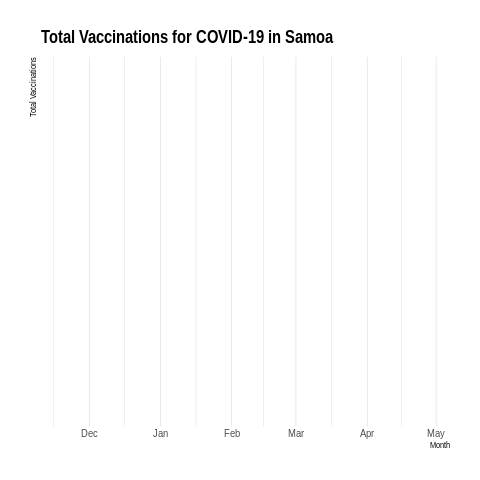 Total Vaccinations for COVID-19 in Samoa
Total Vaccinations
Dec Jan Feb Mar Apr May
Month